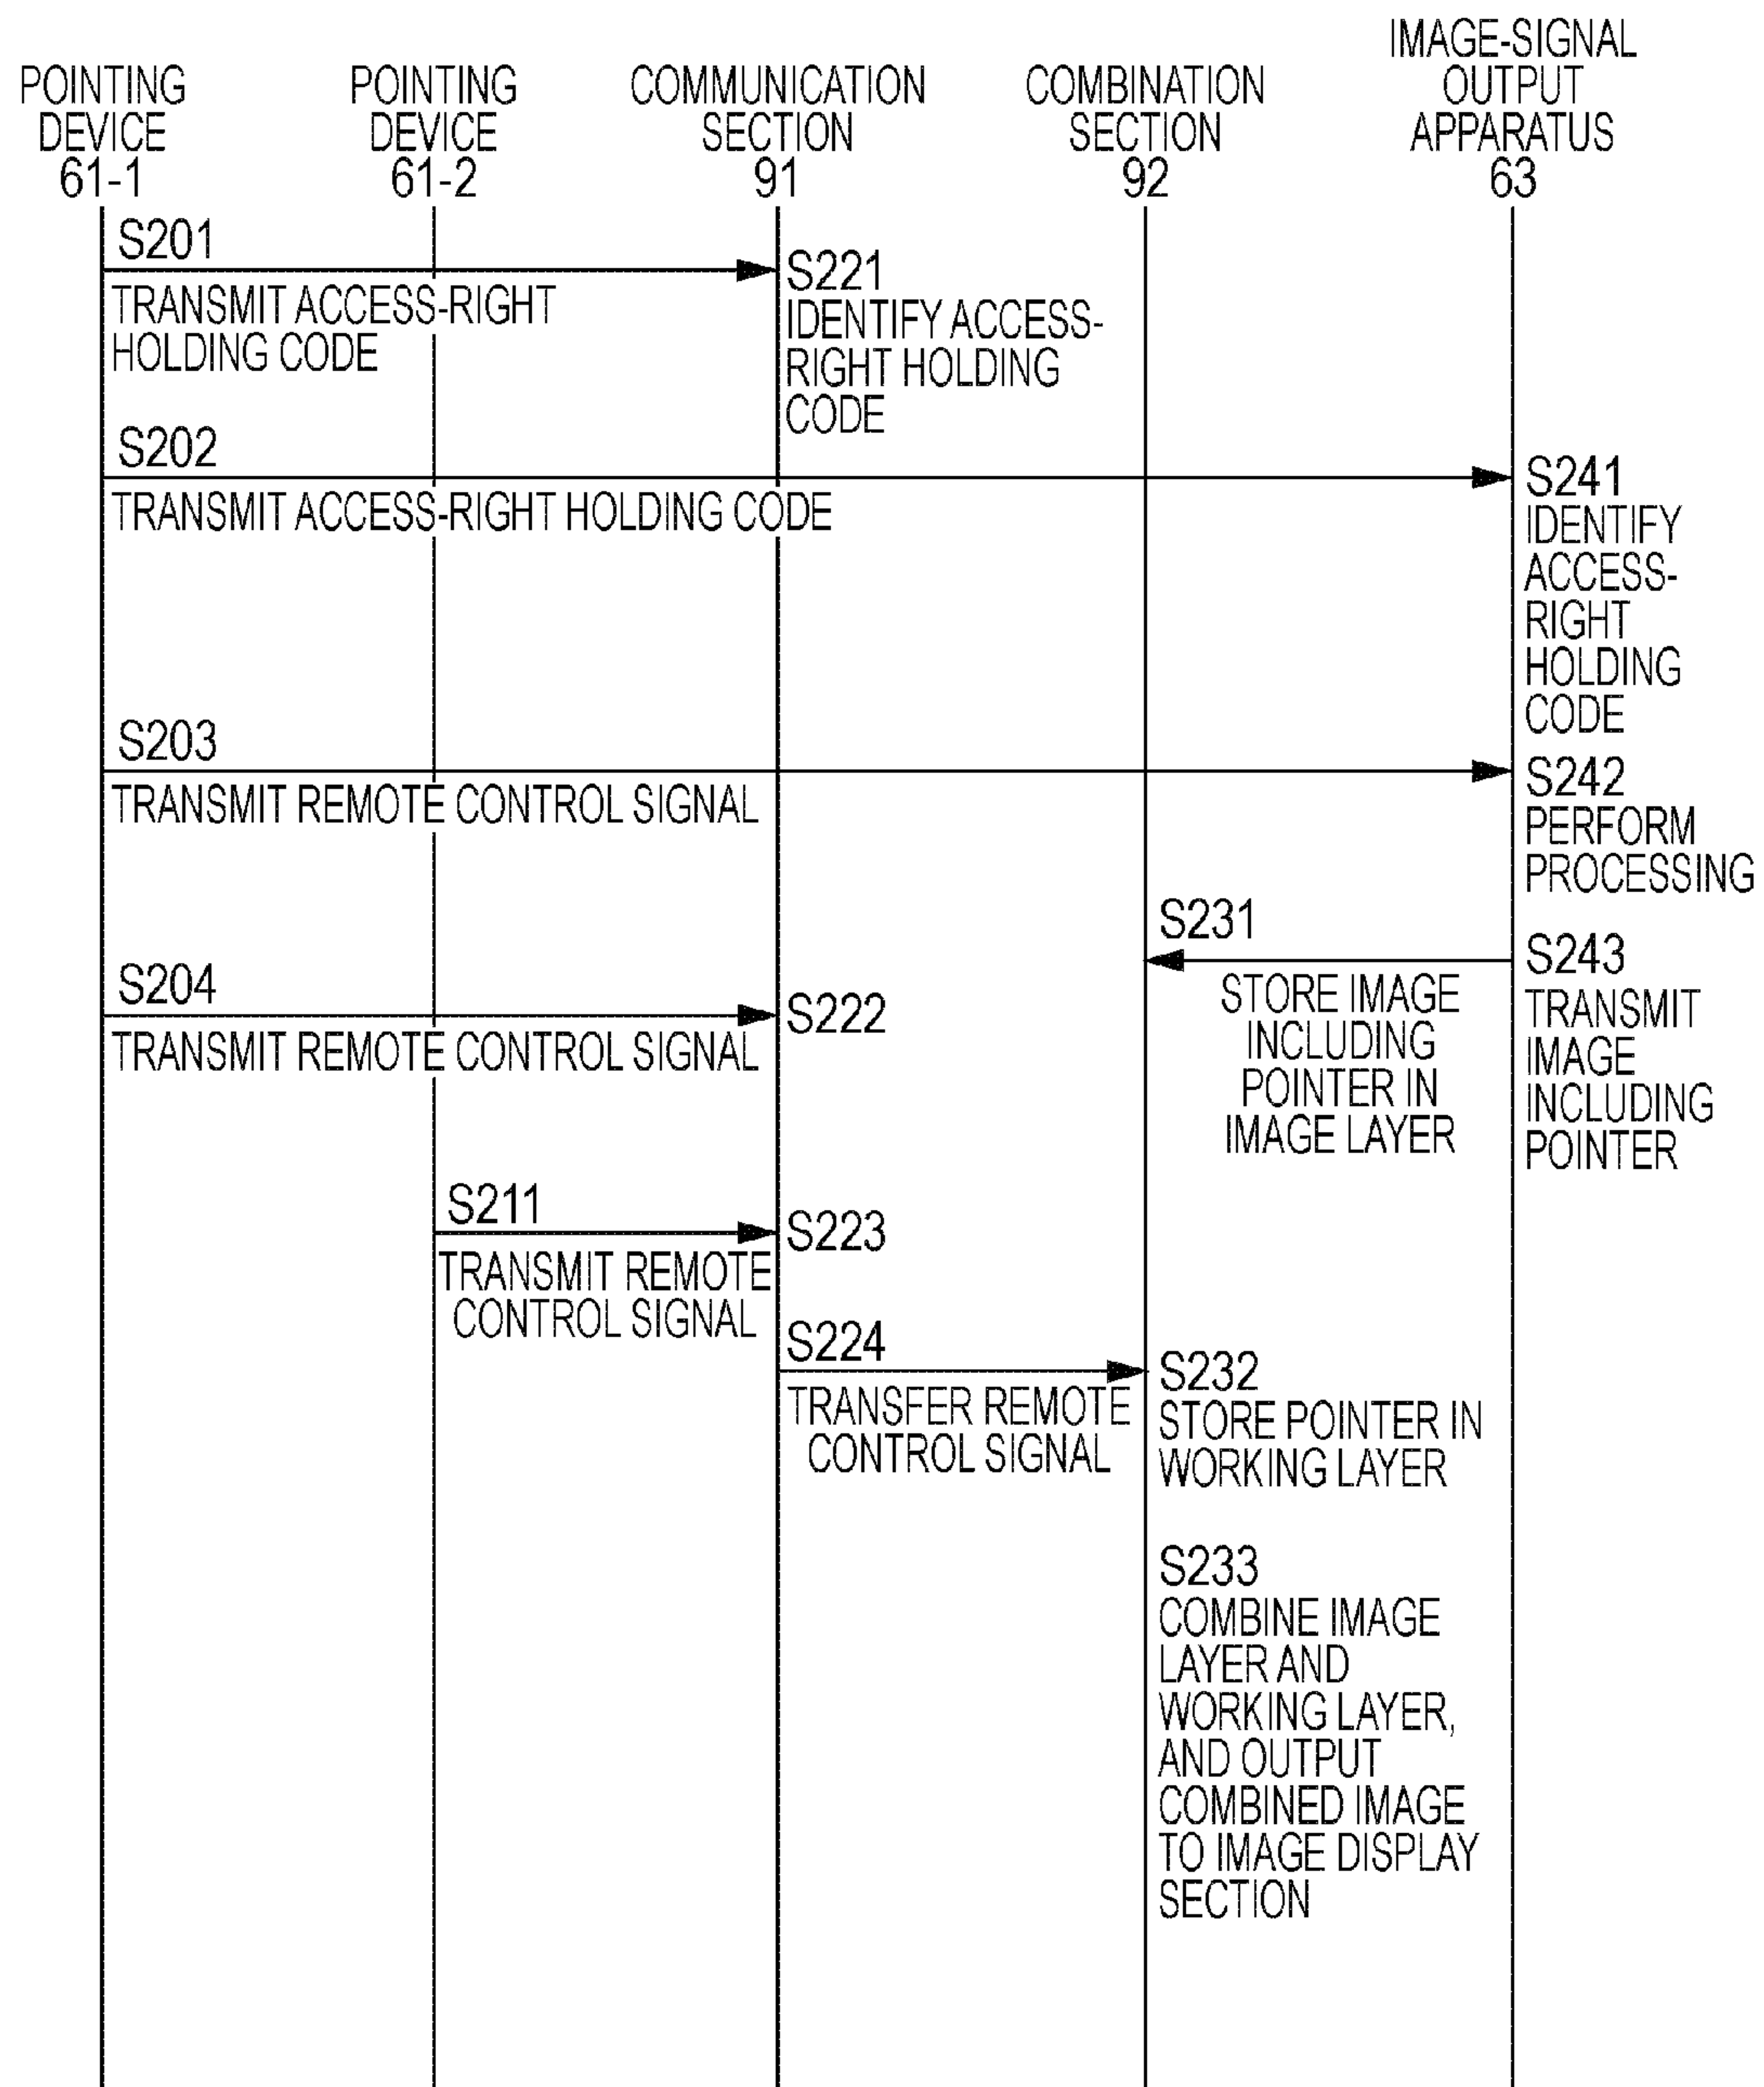 POINTING
DEVICE
61-1
POINTING
DEVICE
61-2
COMMUNICATION
SECTION
91
COMBINATION
SECTION
92
IMAGE-SIGNAL
OUTPUT
APPARATUS
63
S201
TRANSMIT ACCESS-RIGHT
HOLDING CODE
S221
IDENTIFY ACCESS-
RIGHT HOLDING
CODE
S202
TRANSMIT ACCESS-RIGHT HOLDING CODE
S241
IDENTIFY
ACCESS-
RIGHT
HOLDING
CODE
S203
TRANSMIT REMOTE CONTROL SIGNAL
S242
PERFORM
PROCESSING
S231
STORE IMAGE
INCLUDING
POINTER IN
IMAGE LAYER
S243
TRANSMIT
IMAGE
INCLUDING
POINTER
S204
TRANSMIT REMOTE CONTROL SIGNAL
S222
S211
TRANSMIT REMOTE
CONTROL SIGNAL
S223
S224
TRANSFER REMOTE
CONTROL SIGNAL
S232
STORE POINTER IN
WORKING LAYER
S233
COMBINE IMAGE
LAYER AND
WORKING LAYER,
AND OUTPUT
COMBINED IMAGE
TO IMAGE DISPLAY
SECTION